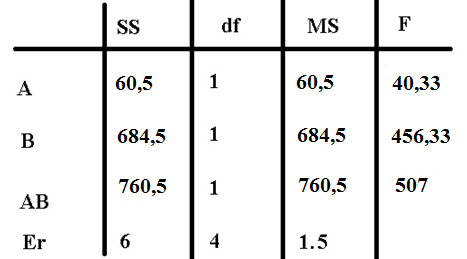 SS df MS F
A 60,5 1 60,5 40,33
B 684,5 1 684,5 456,33
AB 760,5 1 760,5 507
Er 6 4 1.5